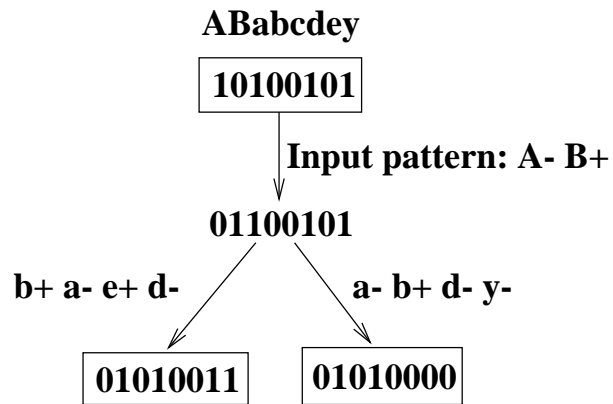 ABabcdey
10100101
Input pattern: A- B+
01100101
b+ a- e+ d-
a- b+ d- y-
01010011
01010000